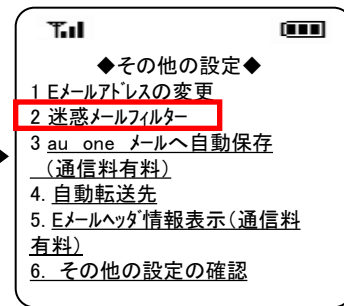 ◆その他の設定◆
1 Eメールアドレスの変更
2 迷惑メールフィルター
3 au one メールへ自動保存
（通信料有料）
4. 自動転送先
5. Eメールヘッダ情報表示（通信料
有料）
6. その他の設定の確認